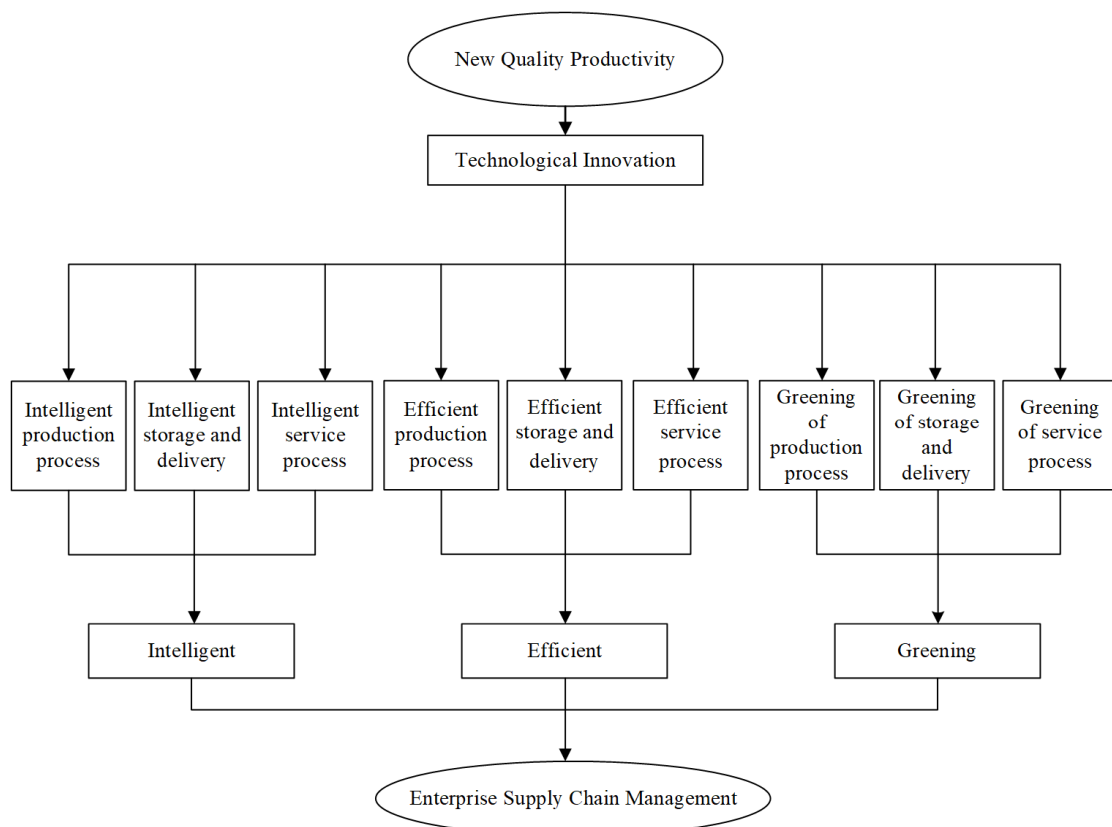 New Quality Productivity
Technological Innovation
Intelligent
production
process
Intelligent
storage and
delivery
Intelligent
service
process
Efficient
production
process
Efficient
storage and
delivery
Efficient
service
process
Greening
of
production
process
Greening
of storage
and
delivery
Greening
of service
process
Intelligent
Efficient
Greening
Enterprise Supply Chain Management